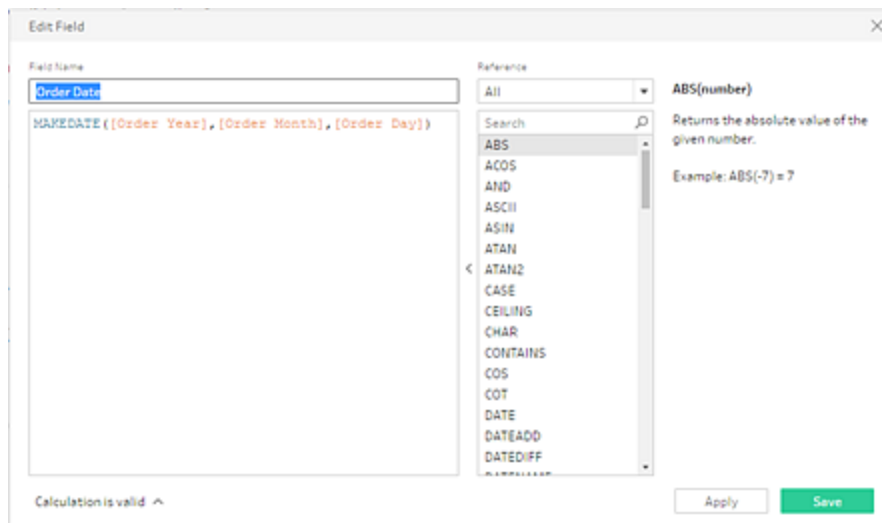 Edit Field
Field Name
Order Date
MAKEDATE([Order Year],[Order Month],[Order Day])
Reference
All
Search
ABS
ACOS
AND
ASCII
ASIN
ATAN
ATAN2
CASE
CEILING
CHAR
CONTAINS
COS
COT
DATE
DATEADD
DATEDIFF
DATENAME
ABS(number)
Returns the absolute value of the
given number.
Example: ABS(-7) = 7
Calculation is valid
Apply
Save